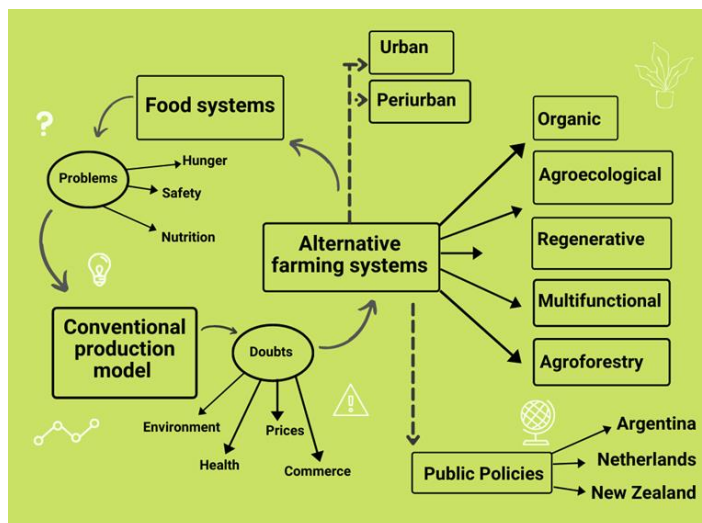 Urban
Periurban
Food systems
?
Problems
Hunger
Safety
Nutrition
Organic
Agroecological
Regenerative
Multifunctional
Agroforestry
Alternative
farming systems
Conventional
production
model
Doubts
Environment
Health
Prices
Commerce
!
Public Policies
Argentina
Netherlands
New Zealand